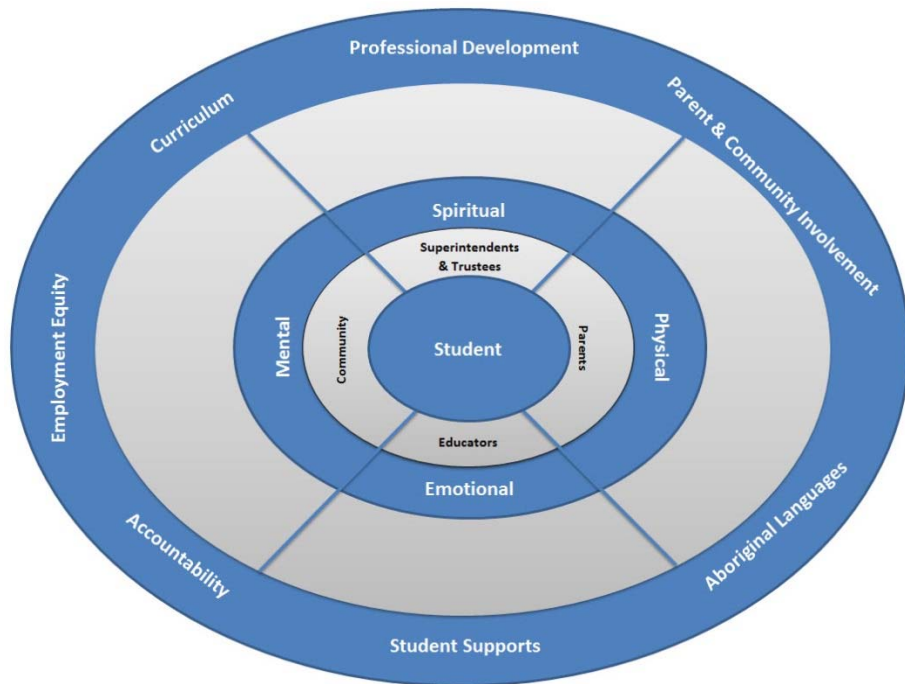 Professional Development
Curriculum
Parent & Community Involvement
Spiritual
Superintendents
& Trustees
Employment Equity
Mental
Community
Student
Parents
Physical
Educators
Emotional
Accountability
Aboriginal Languages
Student Supports